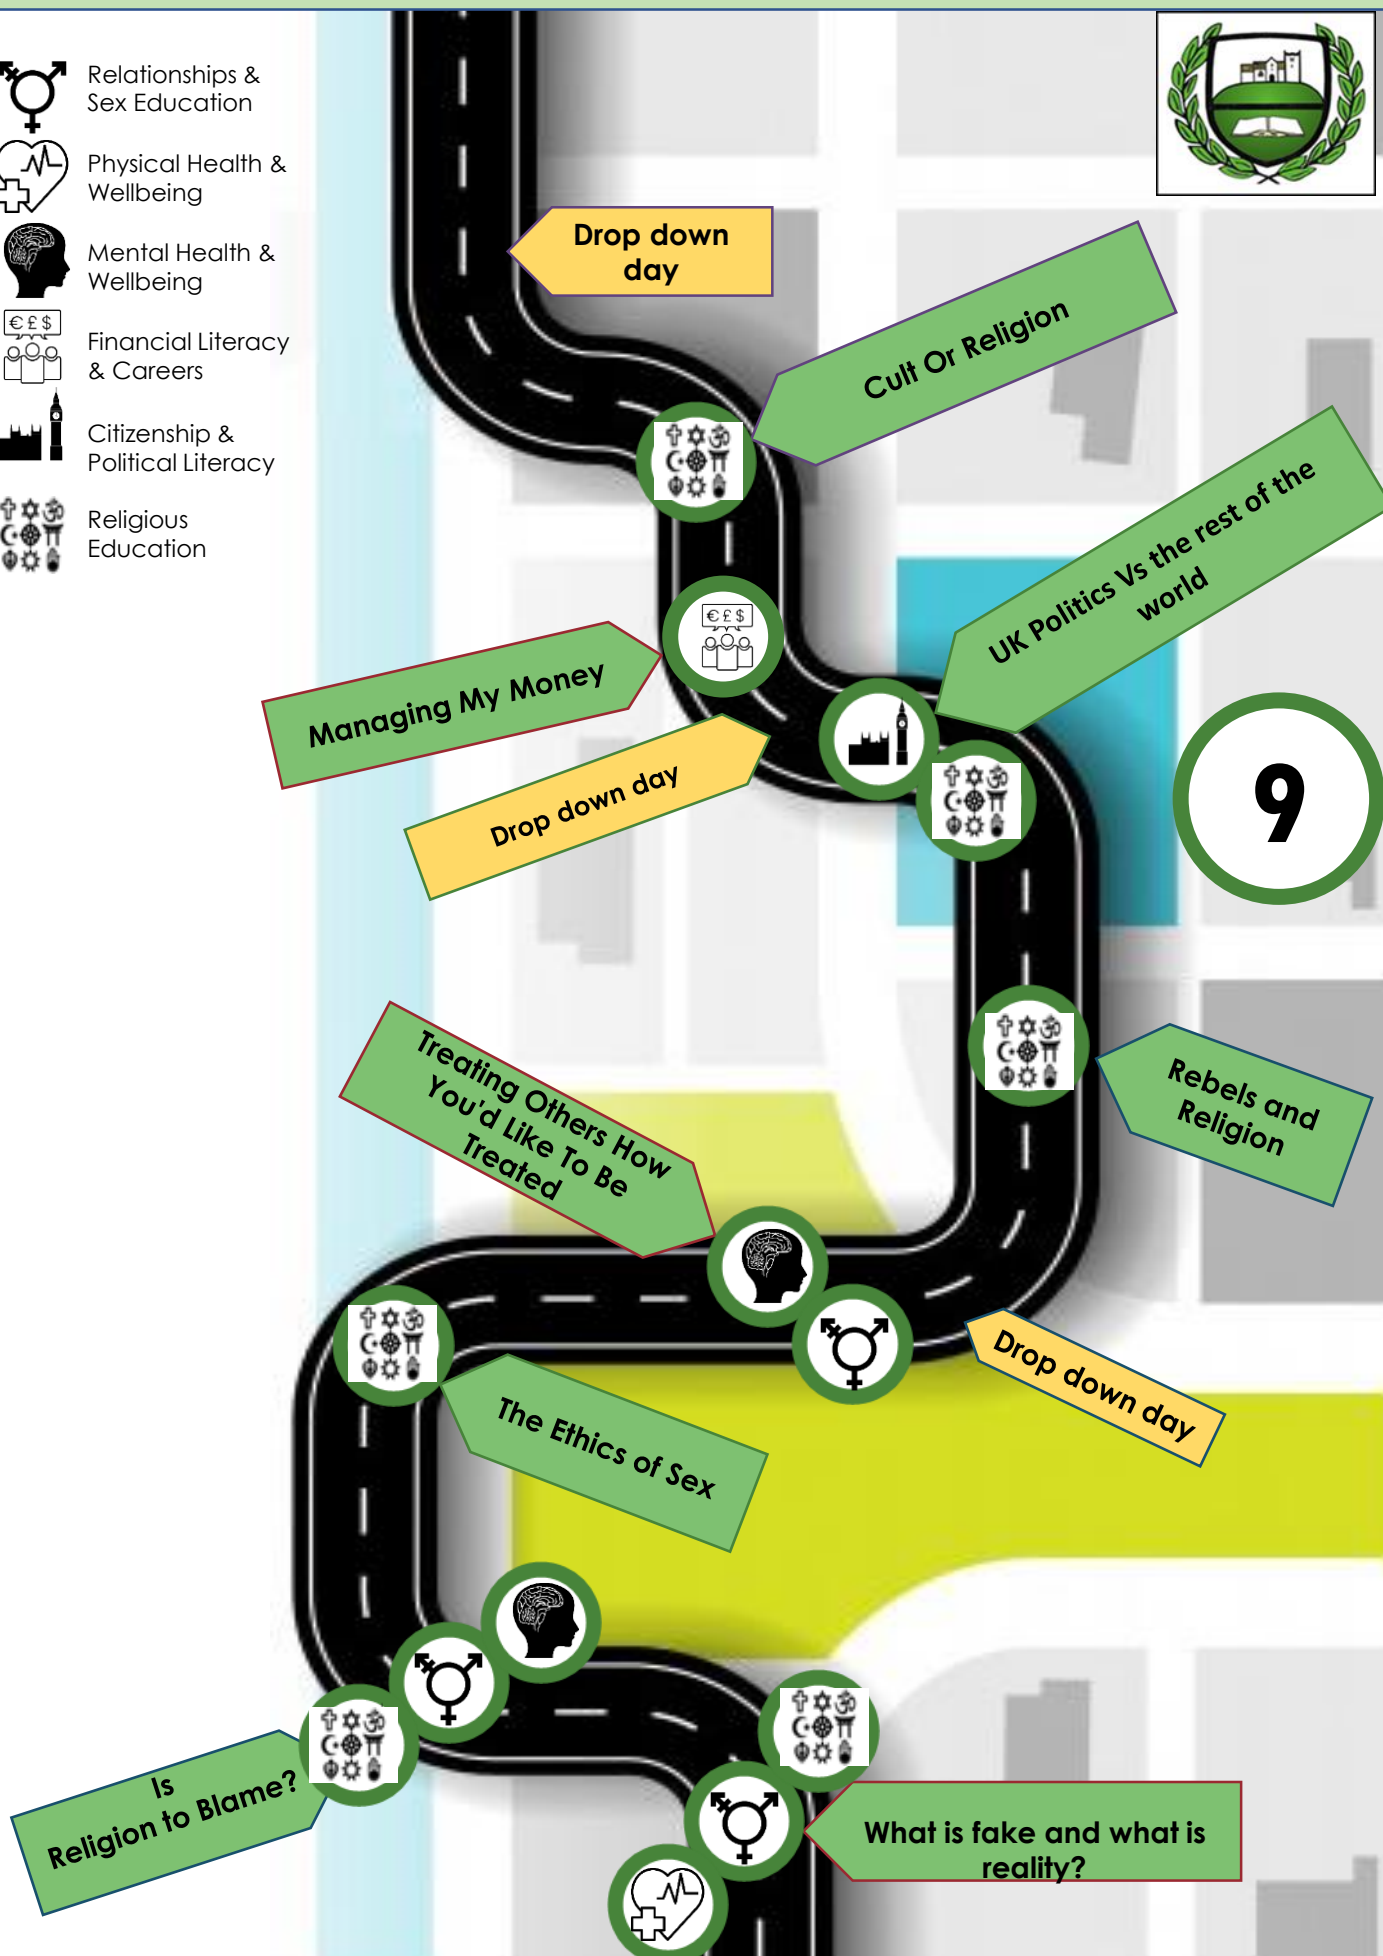 Relationships &
Sex Education
Physical Health &
Wellbeing
Mental Health &
Wellbeing
€£$
Financial Literacy
& Careers
Citizenship &
Political Literacy
Religious
Education
Drop down
day
Cult Or Religion
UK Politics Vs the rest of the
world
€£$
Managing My Money
Drop down day
9
Rebels and
Religion
Treating Others How
You'd Like To Be
Treated
Drop down day
The Ethics of Sex
Is
Religion to Blame?
What is fake and what is
reality?